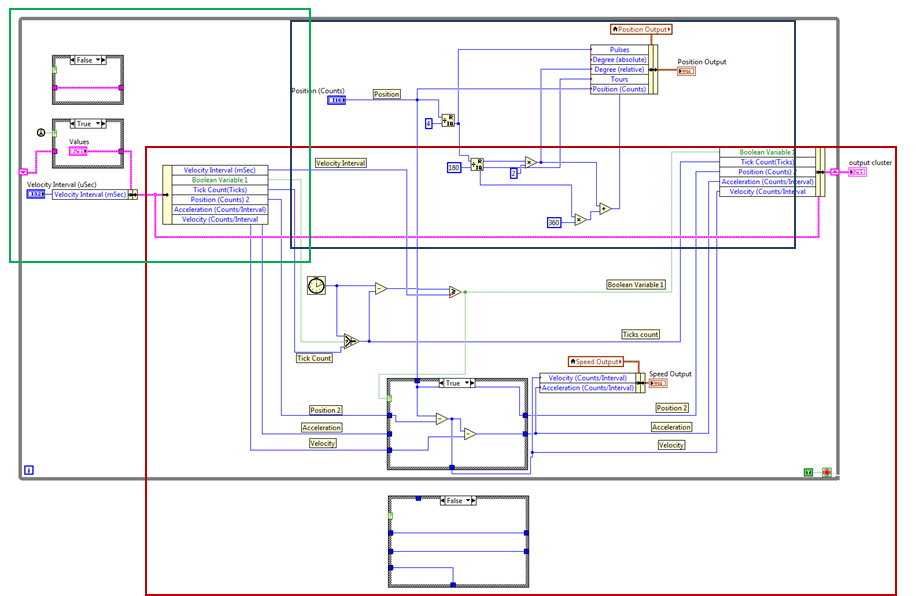 False
True
Values
Velocity Interval (uSec)
Velocity Interval (mSec)
Velocity Interval (mSec)
Boolean Variable 1
Tick Count(Ticks)
Position (Counts) 2
Acceleration (Counts/Interval)
Velocity (Counts/Interval
Position (Counts)
Position
Velocity Interval
4
180
2
360
Position Output
Pulses
Degree (absolute)
Degree (relative)
Tours
Position (Counts)
Position Output
Boolean Variable
Tick Count(Ticks)
Position (Counts) 2
Acceleration (Counts/Interval)
Velocity (Counts/Interval
output cluster
Boolean Variable 1
Ticks count
Tick Count
Speed Output
Velocity (Counts/Interval)
Acceleration (Counts/Interval)
Speed Output
True
Position 2
Acceleration
Velocity
Position 2
Acceleration
Velocity
i
False